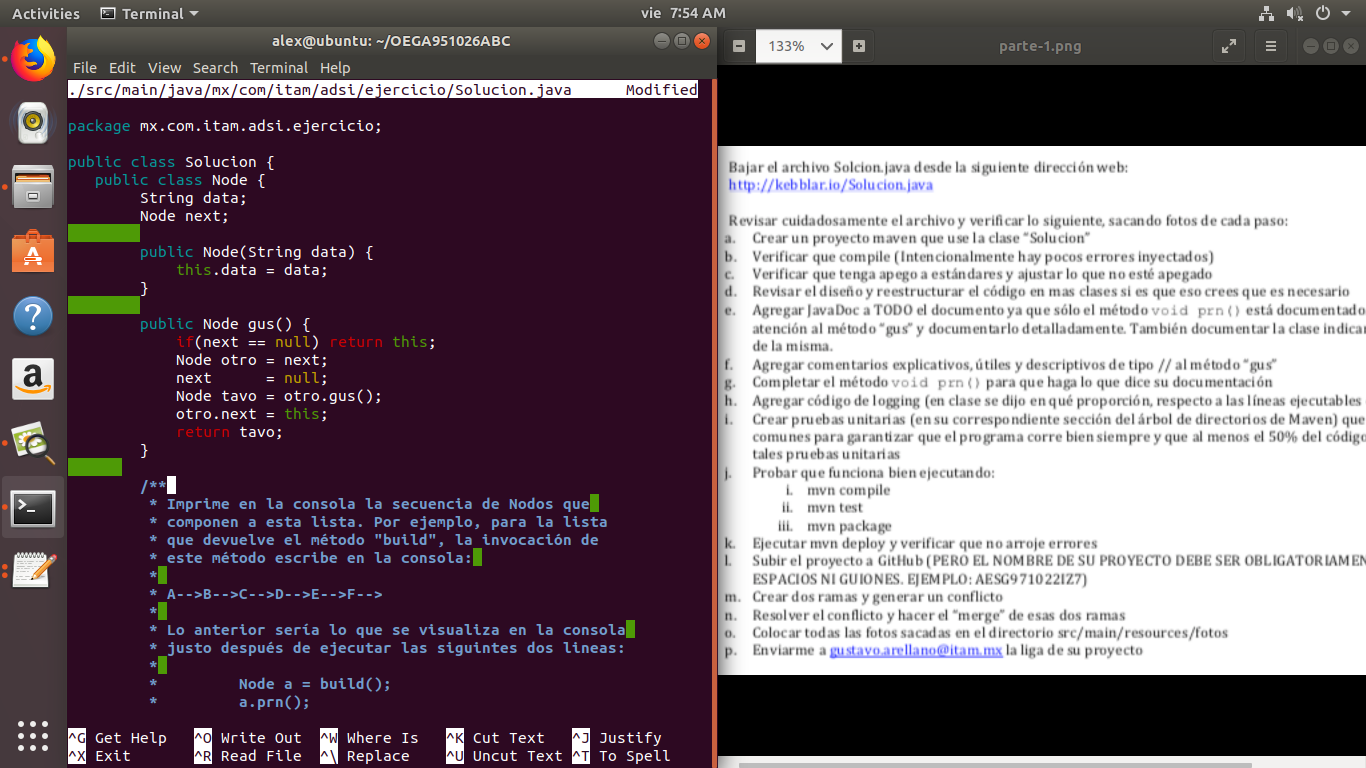 Activities Terminal vie 7:54 AM
alex@ubuntu: ~/OEGA951026ABC
File Edit View Search Terminal Help
./src/main/java/mx/com/itam/adsi/ejercicio/Solucion.java Modified
package mx.com.itam.adsi.ejercicio;
public class Solucion {
public class Node {
String data;
Node next;
public Node(String data) {
this.data = data;
}
public Node gus() {
if(next == null) return this;
Node otro = next;
next = null;
Node tavo = otro.gus();
otro.next = this;
return tavo;
}
/**
* Imprime en la consola la secuencia de Nodos que
* componen a esta lista. Por ejemplo, para la lista
* que devuelve el método "build", la invocación de
* este método escribe en la consola:
*
* A-->B-->C-->D-->E-->F-->
*
* Lo anterior sería lo que se visualiza en la consola
* justo después de ejecutar las siguintes dos lineas:
*
* Node a = build();
* a.prn();
^G Get Help ^O Write Out ^W Where Is ^K Cut Text ^J Justify
^X Exit ^R Read File ^\ Replace ^U Uncut Text ^T To Spell
133% parte-1.png
Bajar el archivo Solcion.java desde la siguiente dirección web:
http://kebblar.io/Solucion.java
Revisar cuidadosamente el archivo y verificar lo siguiente, sacando fotos de cada paso:
a. Crear un proyecto maven que use la clase “Solucion”
b. Verificar que compile (Intencionalmente hay pocos errores inyectados)
c. Verificar que tenga apego a estándares y ajustar lo que no esté apegado
d. Revisar el diseño y reestructurar el código en mas clases si es que eso crees que es necesario
e. Agregar JavaDoc a TODO el documento ya que sólo el método void prn() está documentado
atención al método “gus” y documentarlo detalladamente. También documentar la clase indicar
de la misma.
f. Agregar comentarios explicativos, útiles y descriptivos de tipo // al método “gus”
g. Completar el método void prn() para que haga lo que dice su documentación
h. Agregar código de logging (en clase se dijo en qué proporción, respecto a las líneas ejecutables
i. Crear pruebas unitarias (en su correspondiente sección del árbol de directorios de Maven) que
comunes para garantizar que el programa corre bien siempre y que al menos el 50% del código
tales pruebas unitarias
j. Probar que funciona bien ejecutando:
i. mvn compile
ii. mvn test
iii. mvn package
k. Ejecutar mvn deploy y verificar que no arroje errores
l. Subir el proyecto a GitHub (PERO EL NOMBRE DE SU PROYECTO DEBE SER OBLIGATORIAMEN
ESPACIOS NI GUIONES. EJEMPLO: AESG971022IZ7)
m. Crear dos ramas y generar un conflicto
n. Resolver el conflicto y hacer el “merge” de esas dos ramas
o. Colocar todas las fotos sacadas en el directorio src/main/resources/fotos
p. Enviarme a gustavo.arellano@itam.mx la liga de su proyecto